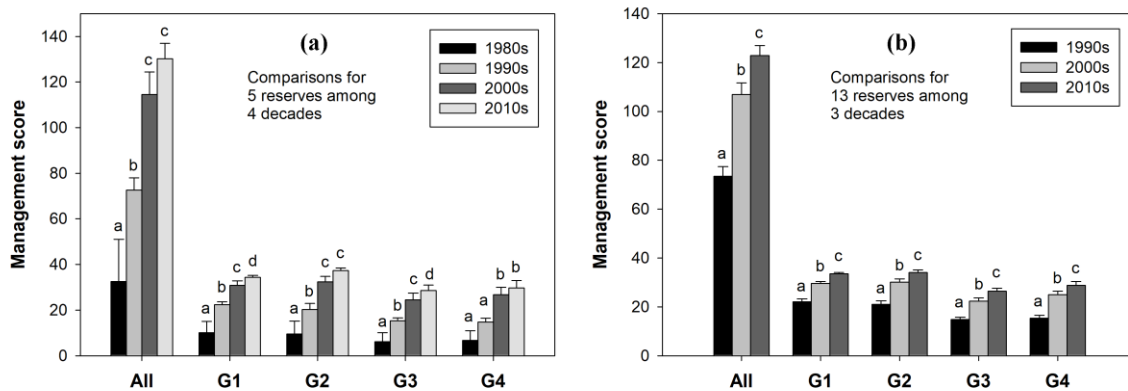 (a)
Comparisons for
5 reserves among
4 decades
1980s
1990s
2000s
2010s
Management score
140
120
100
80
60
40
20
0
a b c c
a b c d
a b c c
a b c d
a a b b
All G1 G2 G3 G4
(b)
Comparisons for
13 reserves among
3 decades
1990s
2000s
2010s
Management score
140
120
100
80
60
40
20
0
a b c
a b c
a b c
a b c
a b c
All G1 G2 G3 G4